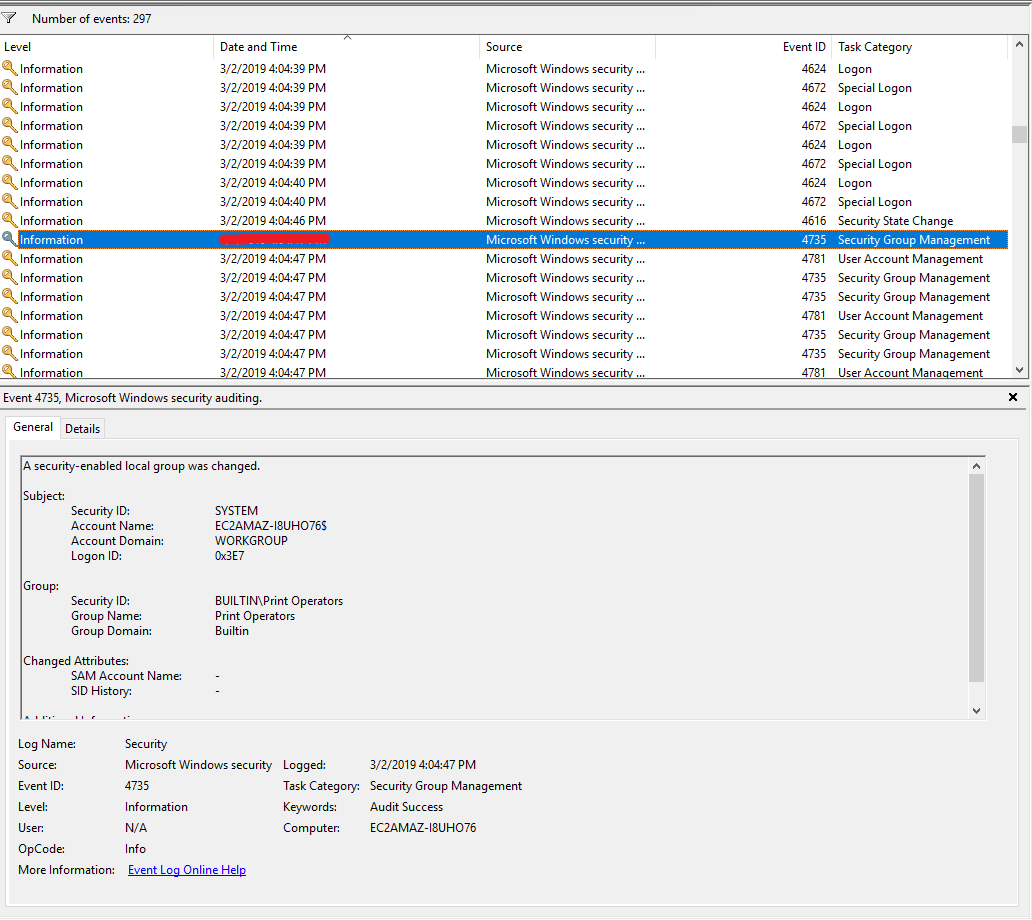 Number of events: 297
Level Date and Time Source Event ID Task Category
Information 3/2/2019 4:04:39 PM Microsoft Windows security ... 4624 Logon
Information 3/2/2019 4:04:39 PM Microsoft Windows security ... 4672 Special Logon
Information 3/2/2019 4:04:39 PM Microsoft Windows security ... 4624 Logon
Information 3/2/2019 4:04:39 PM Microsoft Windows security ... 4672 Special Logon
Information 3/2/2019 4:04:39 PM Microsoft Windows security ... 4624 Logon
Information 3/2/2019 4:04:39 PM Microsoft Windows security ... 4672 Special Logon
Information 3/2/2019 4:04:40 PM Microsoft Windows security ... 4624 Logon
Information 3/2/2019 4:04:40 PM Microsoft Windows security ... 4672 Special Logon
Information 3/2/2019 4:04:46 PM Microsoft Windows security ... 4616 Security State Change
Information Microsoft Windows security ... 4735 Security Group Management
Information 3/2/2019 4:04:47 PM Microsoft Windows security ... 4781 User Account Management
Information 3/2/2019 4:04:47 PM Microsoft Windows security ... 4735 Security Group Management
Information 3/2/2019 4:04:47 PM Microsoft Windows security ... 4735 Security Group Management
Information 3/2/2019 4:04:47 PM Microsoft Windows security ... 4781 User Account Management
Information 3/2/2019 4:04:47 PM Microsoft Windows security ... 4735 Security Group Management
Information 3/2/2019 4:04:47 PM Microsoft Windows security ... 4735 Security Group Management
Information 3/2/2019 4:04:47 PM Microsoft Windows security ... 4781 User Account Management
Event 4735, Microsoft Windows security auditing.
General Details
A security-enabled local group was changed.
Subject:
Security ID: SYSTEM
Account Name: EC2AMAZ-I8UHO76$
Account Domain: WORKGROUP
Logon ID: 0x3E7
Group:
Security ID: BUILTIN\Print Operators
Group Name: Print Operators
Group Domain: Builtin
Changed Attributes:
SAM Account Name: -
SID History: -
Log Name: Security
Source: Microsoft Windows security Logged: 3/2/2019 4:04:47 PM
Event ID: 4735 Task Category: Security Group Management
Level: Information Keywords: Audit Success
User: N/A Computer: EC2AMAZ-I8UHO76
OpCode: Info
More Information: Event Log Online Help